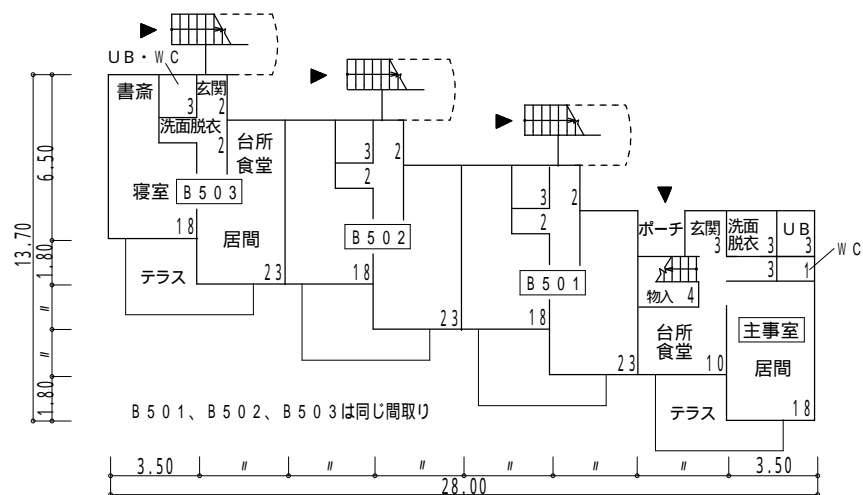 UB・WC
書斎
玄関
3
2
洗面脱衣
2
台所
食堂
寝室
B503
18
居間
23
テラス
3
2
2
B502
18
23
3
2
2
B501
18
23
ポーチ
玄関
3
洗面
脱衣
3
UB
3
3
1
WC
物入
4
台所
食堂
10
主事室
居間
18
テラス
6.50
13.70
1.80
〃
〃
1.80
B501、B502、B503は同じ間取り
3.50
〃
〃
〃
〃
〃
〃
3.50
28.00